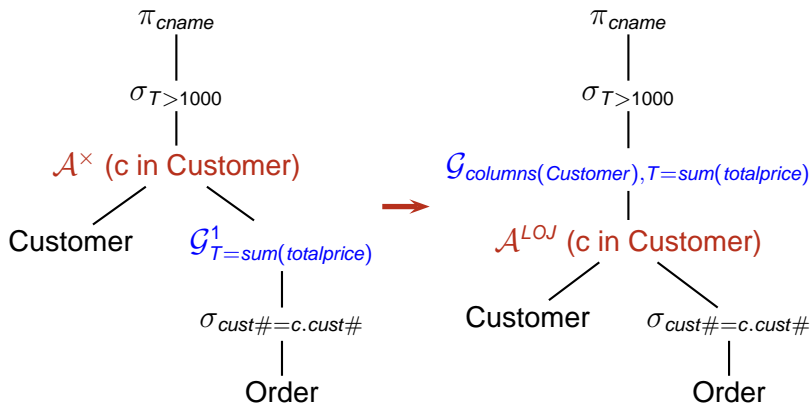 π_cname
σ_T>1000
𝒜^× (c in Customer)
Customer
𝒢^1_T=sum(totalprice)
σ_cust#=c.cust#
Order
π_cname
σ_T>1000
𝒢_columns(Customer),T=sum(totalprice)
𝒜^LOJ (c in Customer)
Customer
σ_cust#=c.cust#
Order